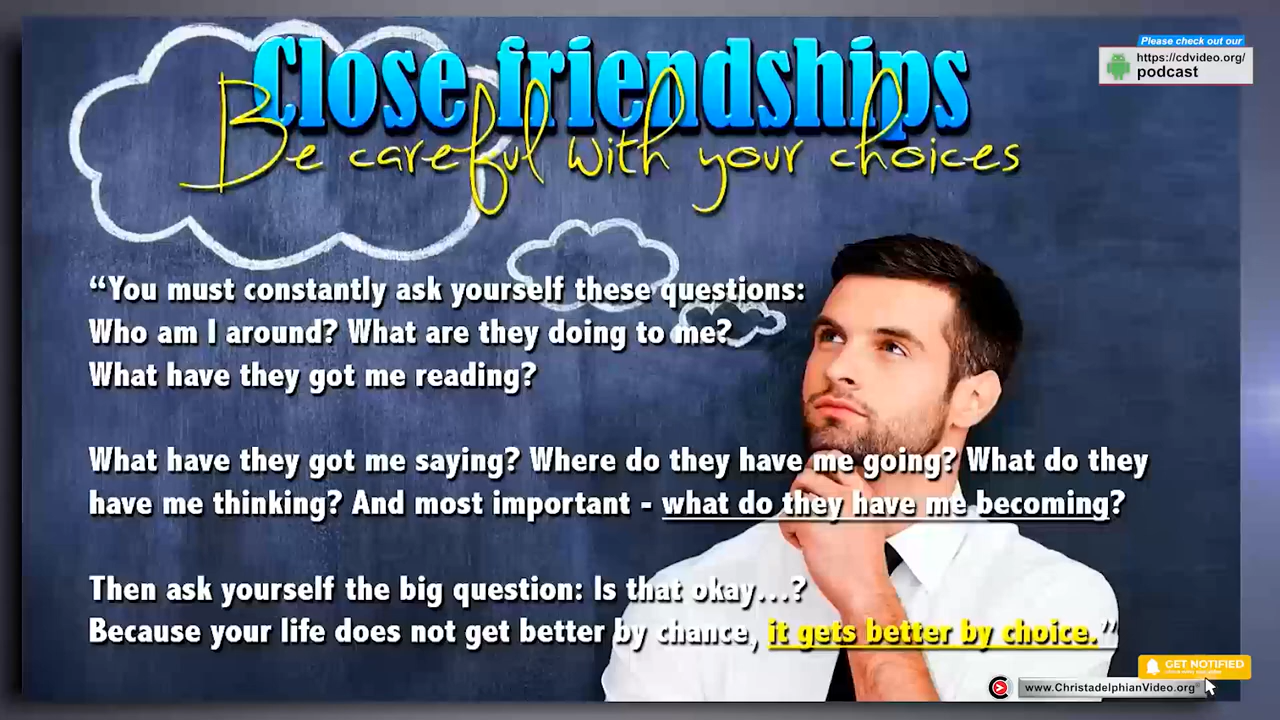 Close friendships
Be careful with your choices
Please check out our
https://cdvideo.org/
podcast
“You must constantly ask yourself these questions:
Who am I around? What are they doing to me?
What have they got me reading?
What have they got me saying? Where do they have me going? What do they
have me thinking? And most important - what do they have me becoming?
Then ask yourself the big question: Is that okay...?
Because your life does not get better by chance, it gets better by choice.”
GET NOTIFIED
www.ChristadelphianVideo.org